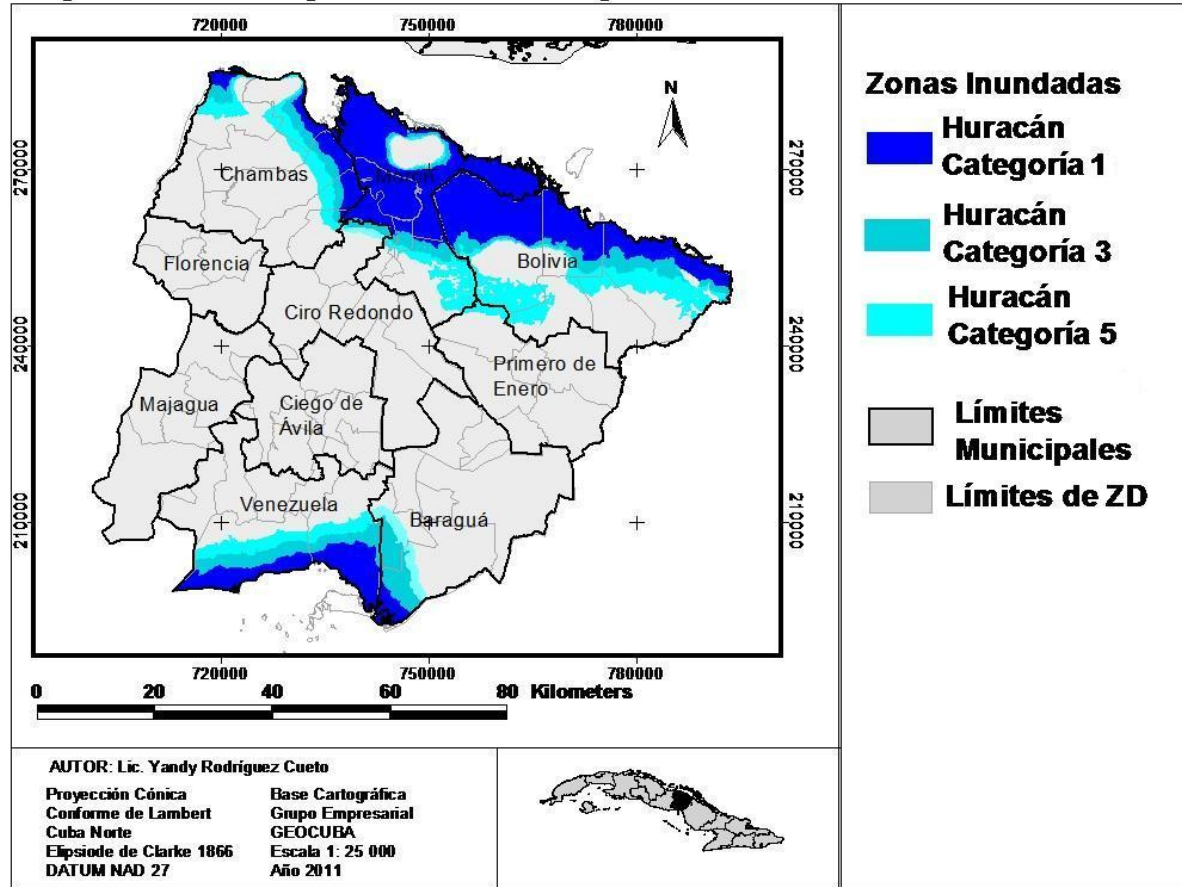 720000 750000 780000
N
270000 270000
240000 240000
210000 210000
Chambas
Morón
Florencia
Bolivia
Ciro Redondo
Primero de
Enero
Majagua
Ciego de
Ávila
Venezuela
Baraguá
720000 750000 780000
0 20 40 60 80 Kilometers
Zonas Inundadas
Huracán
Categoría 1
Huracán
Categoría 3
Huracán
Categoría 5
Límites
Municipales
Límites de ZD
AUTOR: Lic. Yandy Rodríguez Cueto
Proyección Cónica
Conforme de Lambert
Cuba Norte
Elipsiode de Clarke 1866
DATUM NAD 27
Base Cartográfica
Grupo Empresarial
GEOCUBA
Escala 1: 25 000
Año 2011